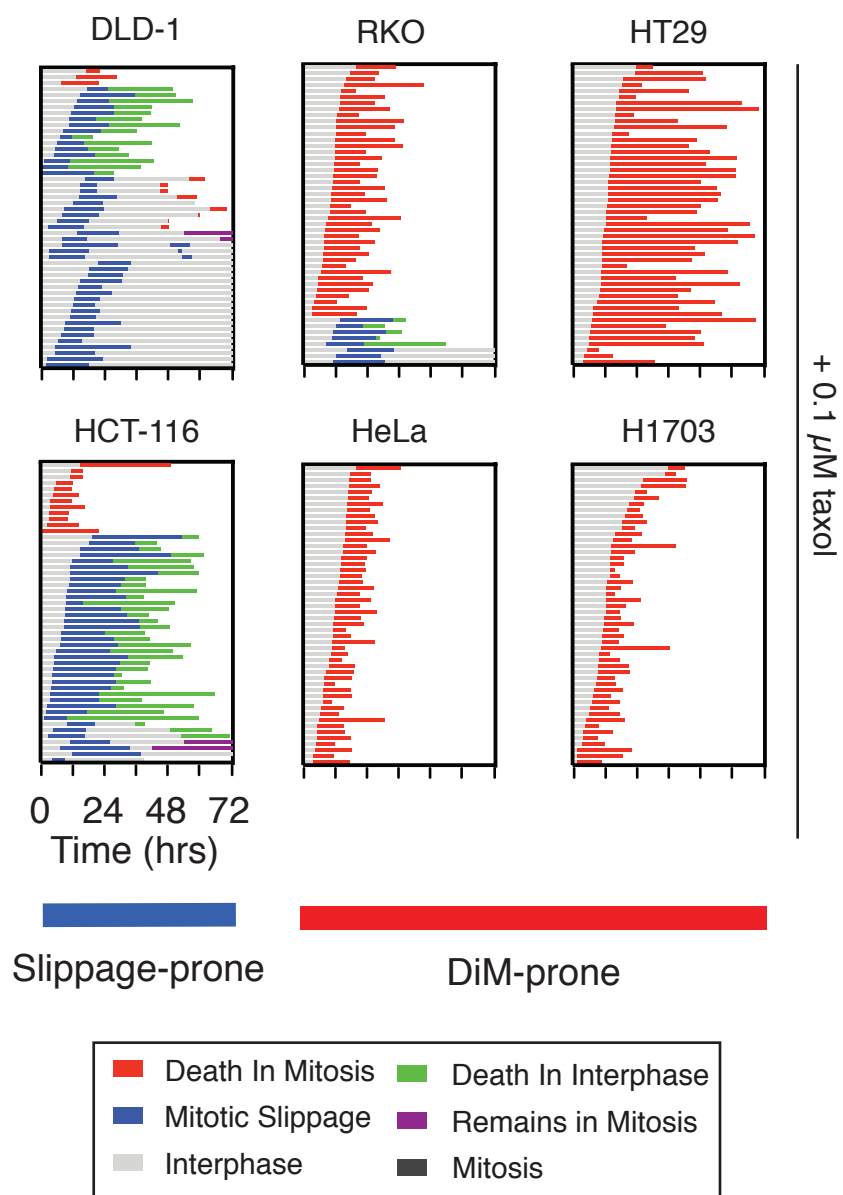 DLD-1 RKO HT29
+ 0.1 µM taxol
HCT-116 HeLa H1703
0 24 48 72
Time (hrs)
Slippage-prone DiM-prone
Death In Mitosis Death In Interphase
Mitotic Slippage Remains in Mitosis
Interphase Mitosis